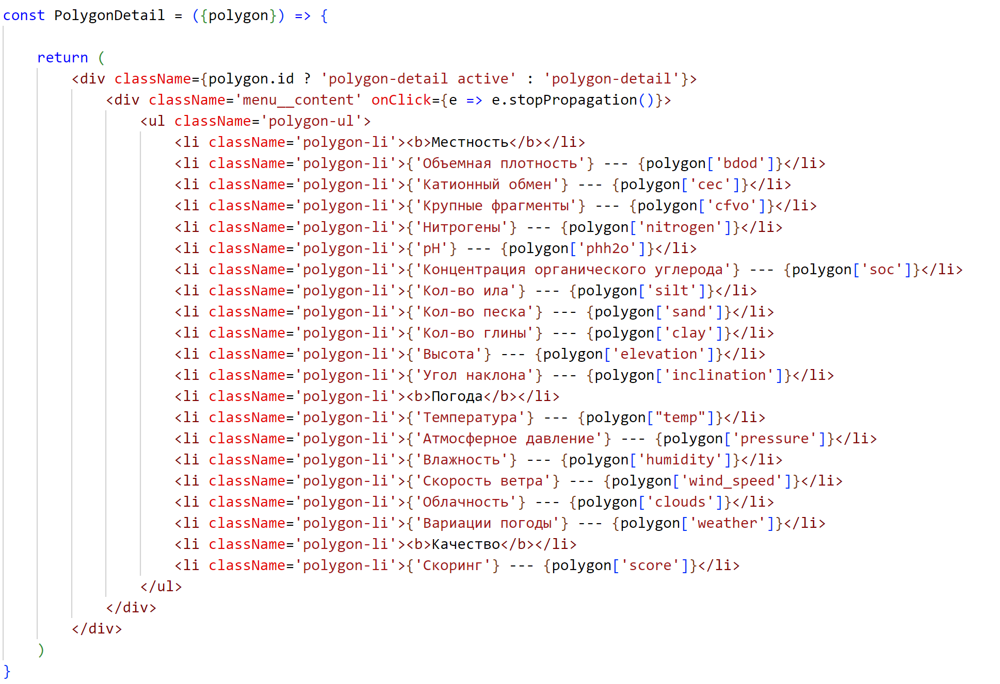 const PolygonDetail = ({polygon}) => {
return (
<div className={polygon.id ? 'polygon-detail active' : 'polygon-detail'}>
<div className='menu__content' onClick={e => e.stopPropagation()}>
<ul className='polygon-ul'>
<li className='polygon-li'><b>Местность</b></li>
<li className='polygon-li'>{'Объемная плотность'} --- {polygon['bdod']}</li>
<li className='polygon-li'>{'Катионный обмен'} --- {polygon['cec']}</li>
<li className='polygon-li'>{'Крупные фрагменты'} --- {polygon['cfvo']}</li>
<li className='polygon-li'>{'Нитрогены'} --- {polygon['nitrogen']}</li>
<li className='polygon-li'>{'pH'} --- {polygon['phh2o']}</li>
<li className='polygon-li'>{'Концентрация органического углерода'} --- {polygon['soc']}</li>
<li className='polygon-li'>{'Кол-во ила'} --- {polygon['silt']}</li>
<li className='polygon-li'>{'Кол-во песка'} --- {polygon['sand']}</li>
<li className='polygon-li'>{'Кол-во глины'} --- {polygon['clay']}</li>
<li className='polygon-li'>{'Высота'} --- {polygon['elevation']}</li>
<li className='polygon-li'>{'Угол наклона'} --- {polygon['inclination']}</li>
<li className='polygon-li'><b>Погода</b></li>
<li className='polygon-li'>{'Температура'} --- {polygon["temp"]}</li>
<li className='polygon-li'>{'Атмосферное давление'} --- {polygon['pressure']}</li>
<li className='polygon-li'>{'Влажность'} --- {polygon['humidity']}</li>
<li className='polygon-li'>{'Скорость ветра'} --- {polygon['wind_speed']}</li>
<li className='polygon-li'>{'Облачность'} --- {polygon['clouds']}</li>
<li className='polygon-li'>{'Вариации погоды'} --- {polygon['weather']}</li>
<li className='polygon-li'><b>Качество</b></li>
<li className='polygon-li'>{'Скоринг'} --- {polygon['score']}</li>
</ul>
</div>
</div>
)
}